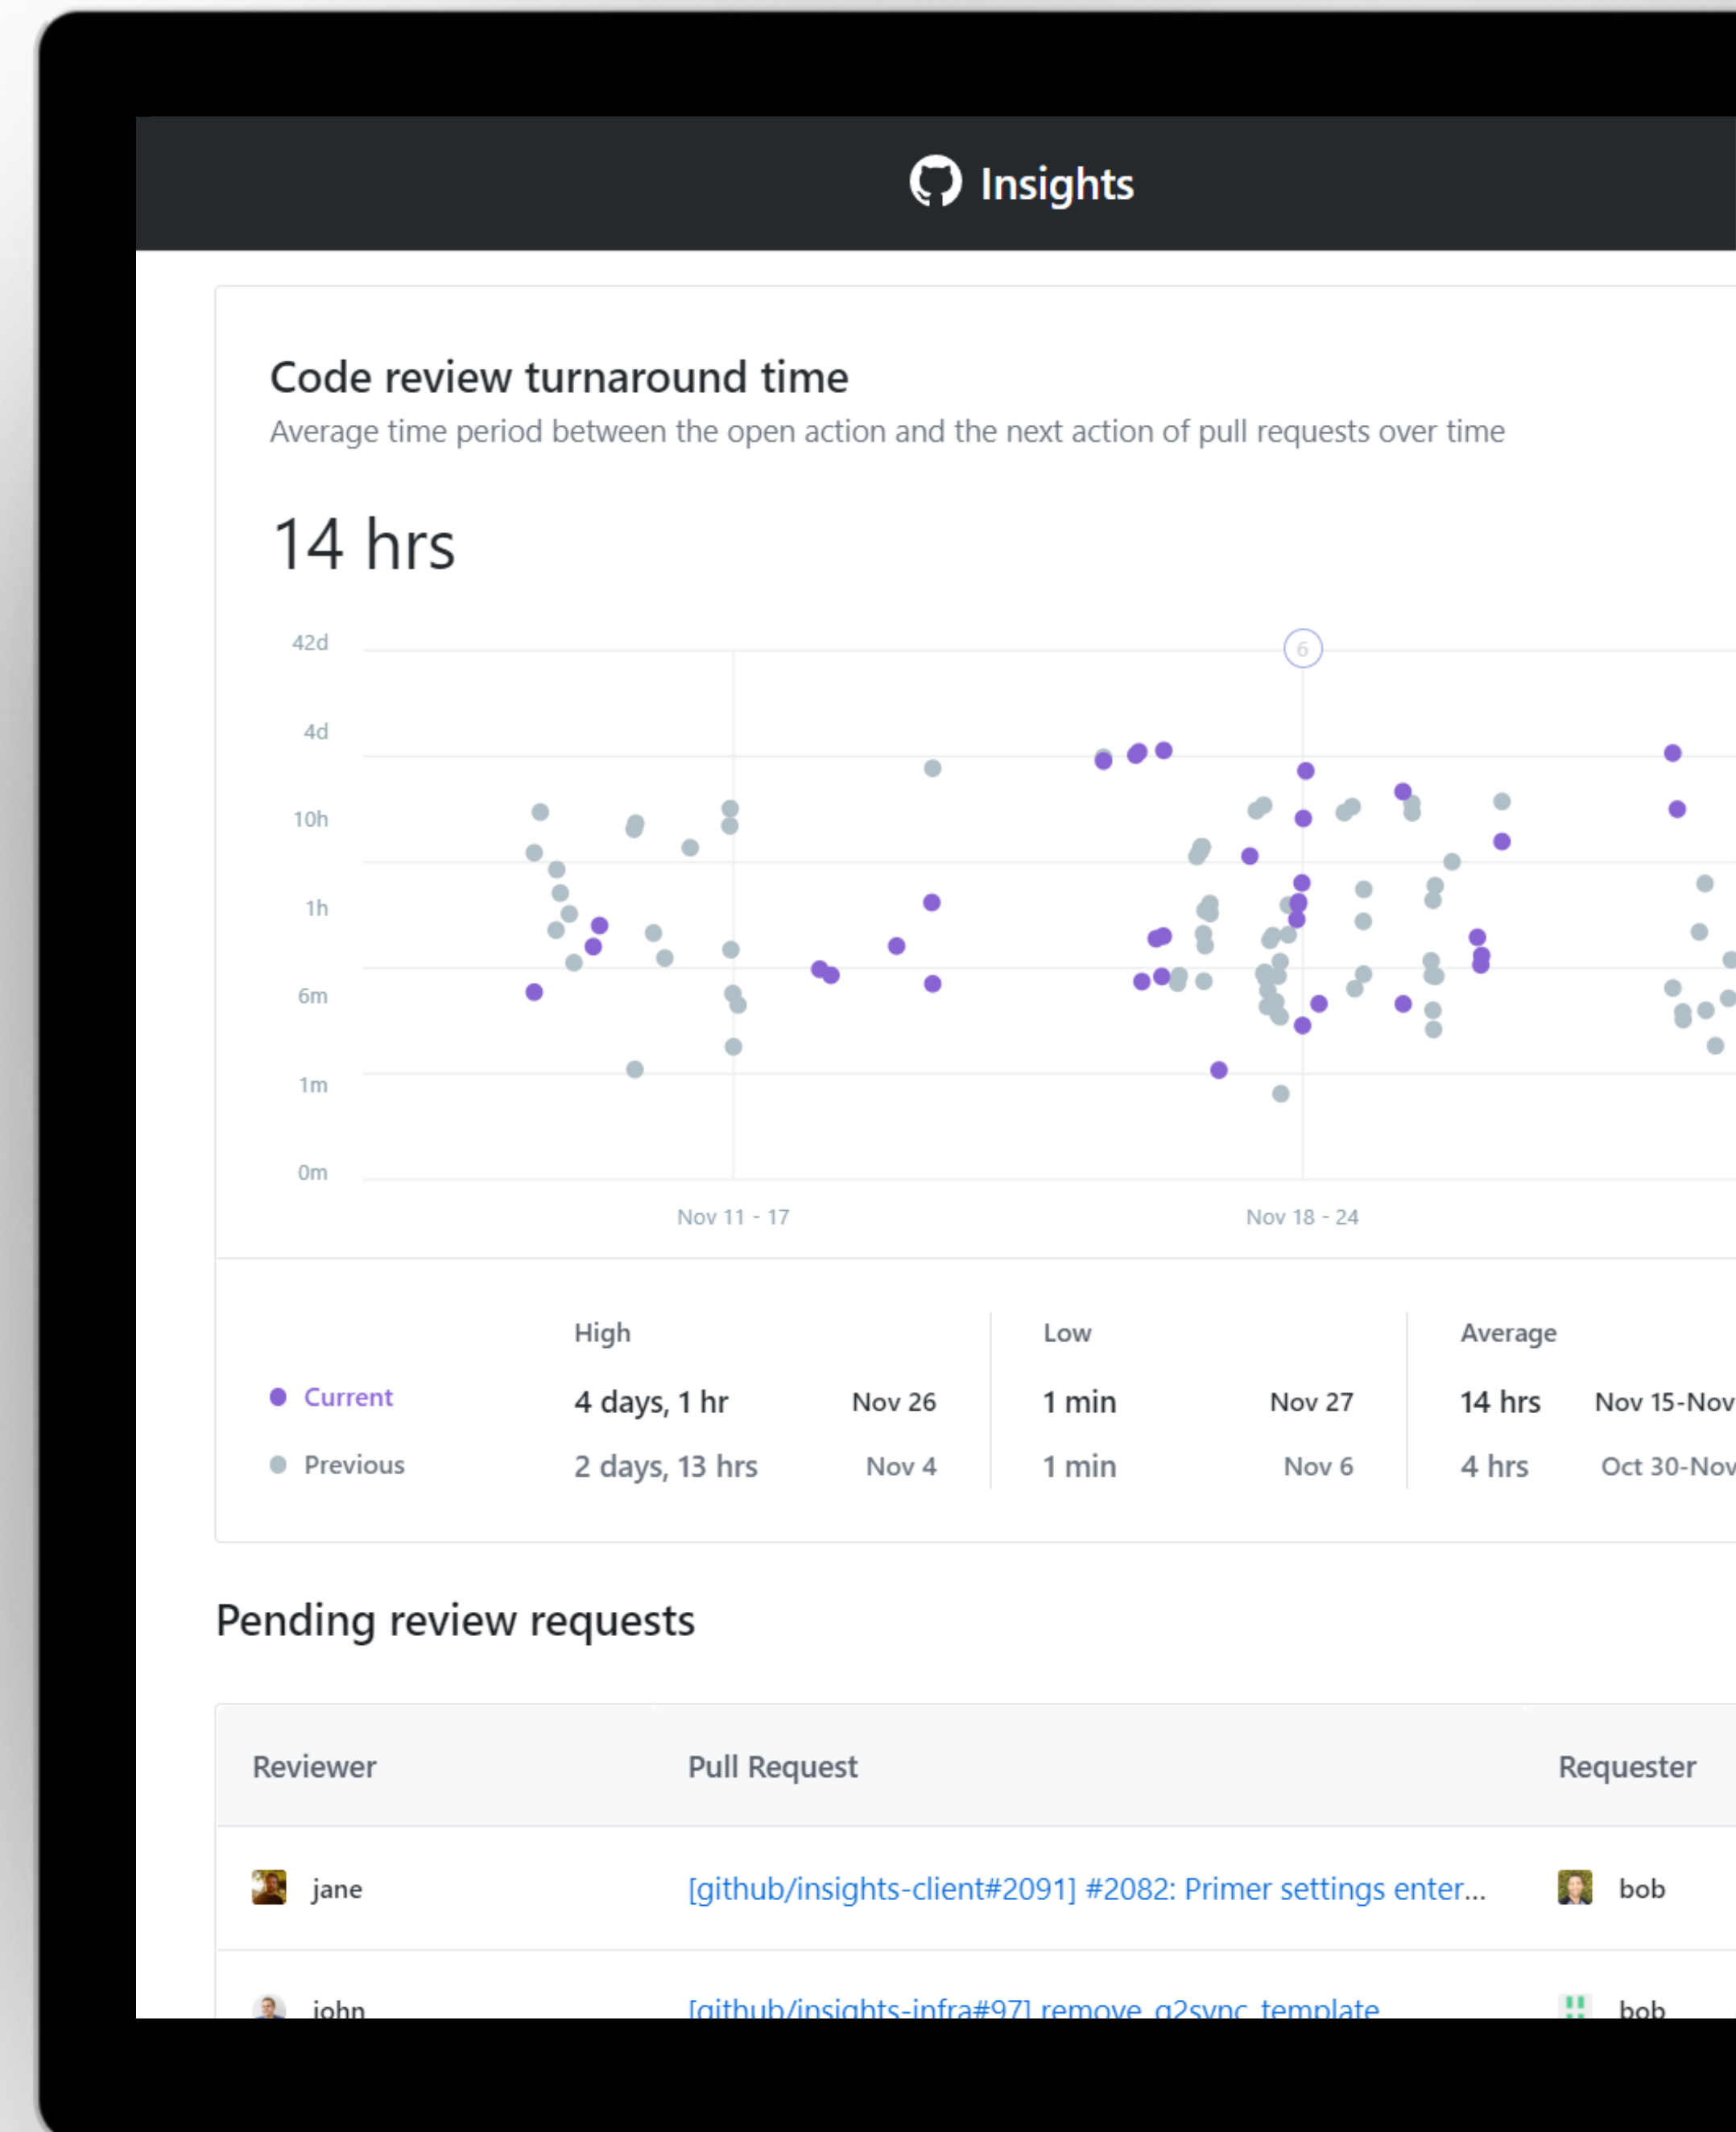 Insights
Code review turnaround time
Average time period between the open action and the next action of pull requests over time
14 hrs
42d
6
4d
10h
1h
6m
1m
0m
Nov 11 - 17
Nov 18 - 24
High
Low
Average
Current
4 days, 1 hr
Nov 26
1 min
Nov 27
14 hrs
Nov 15-Nov
Previous
2 days, 13 hrs
Nov 4
1 min
Nov 6
4 hrs
Oct 30-Nov
Pending review requests
Reviewer
Pull Request
Requester
jane
[github/insights-client#2091] #2082: Primer settings enter...
bob
john
[github/insights-infra#97] remove_g2sync_template
bob